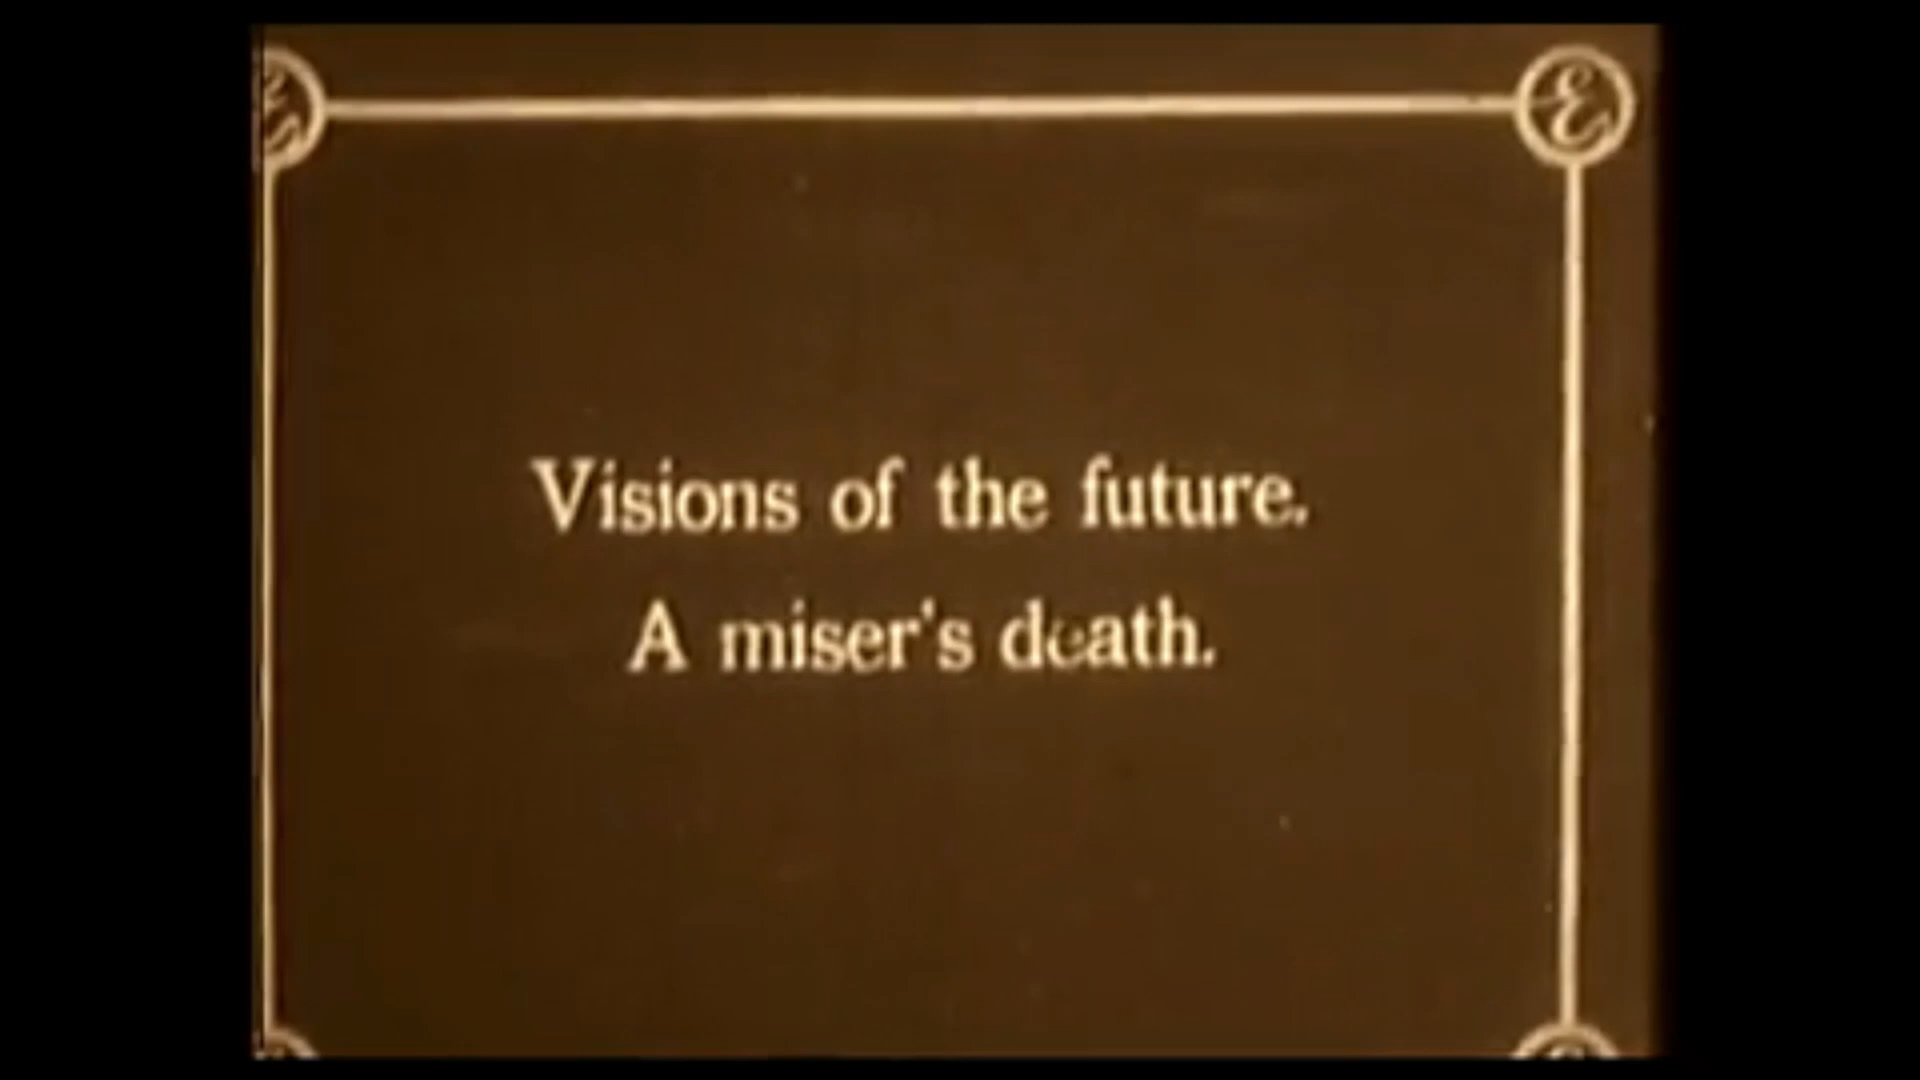 E
Visions of the future.
A miser's death.